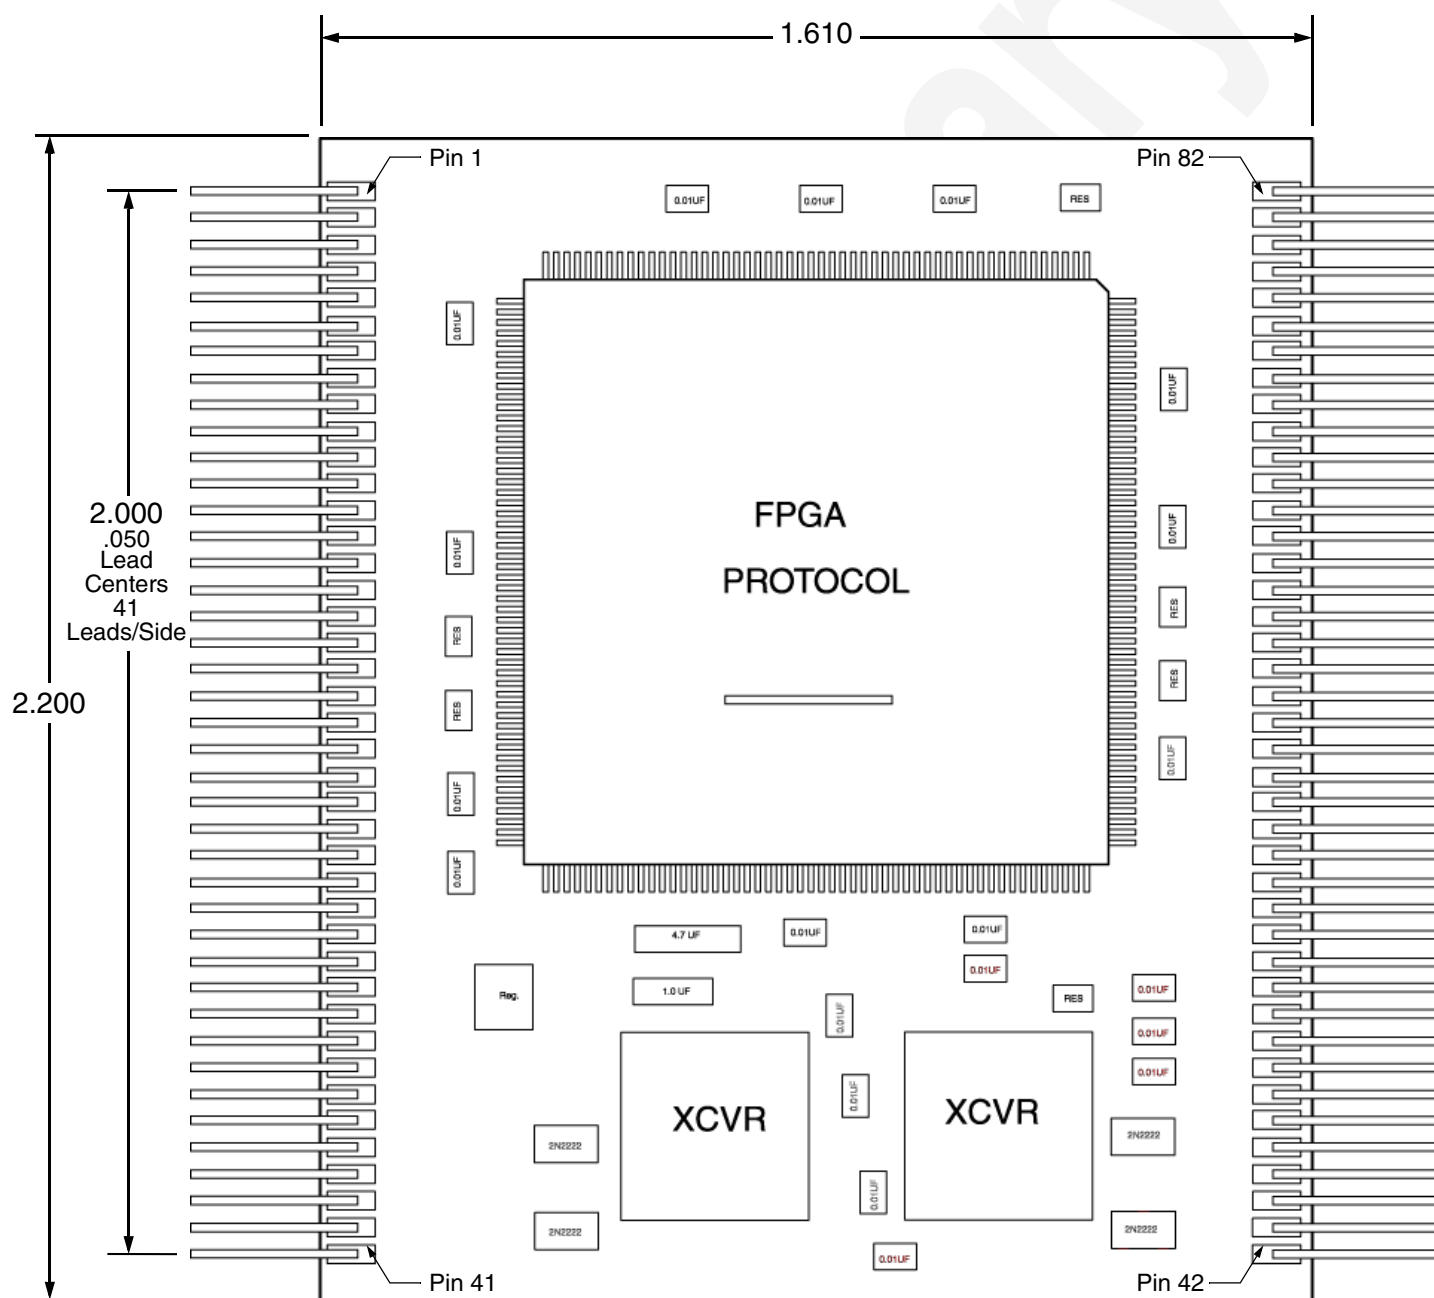 1.610
Pin 1
Pin 82
0.01UF
0.01UF
0.01UF
RES
0.01UF
0.01UF
2.000
.050
Lead
Centers
41
Leads/Side
FPGA
PROTOCOL
0.01UF
0.01UF
RES
RES
RES
RES
2.200
0.01UF
0.01UF
0.01UF
4.7 UF
0.01UF
0.01UF
0.01UF
Reg.
1.0 UF
0.01UF
RES
0.01UF
0.01UF
0.01UF
0.01UF
XCVR
XCVR
2N2222
2N2222
0.01UF
2N2222
2N2222
0.01UF
Pin 41
Pin 42